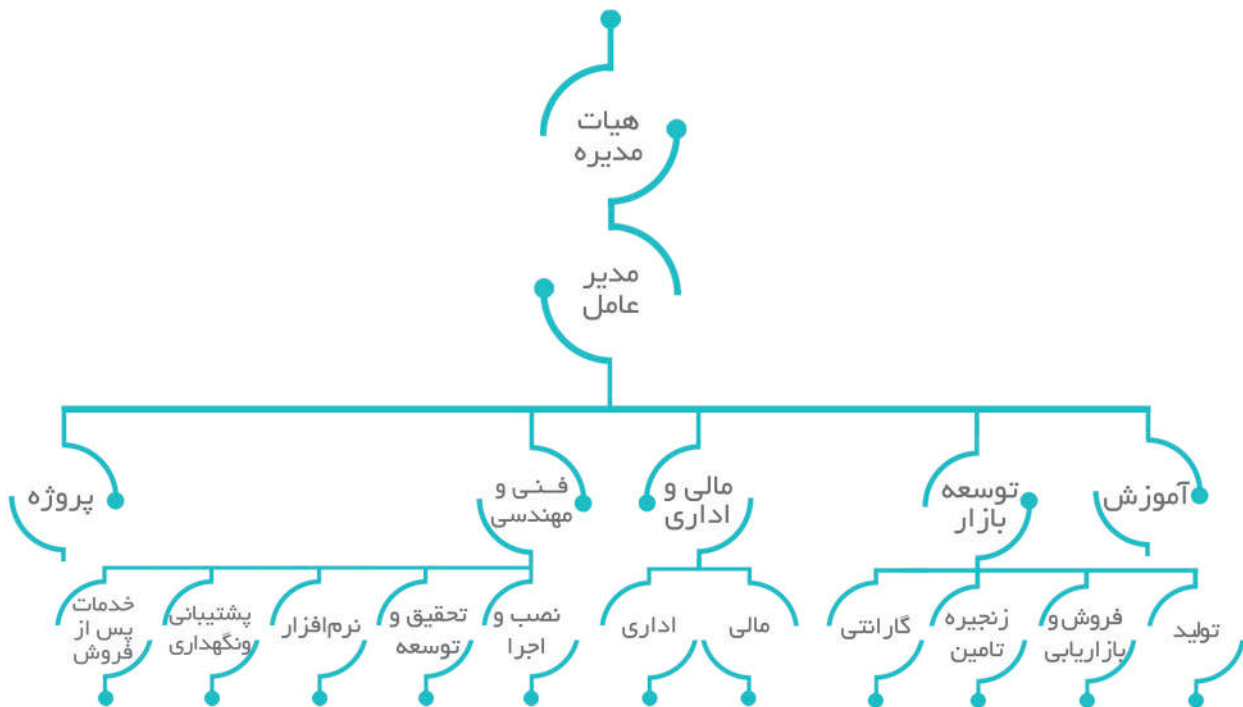 هیات
مدیره
مدیر
عامل
آموزش
توسعه
بازار
مالی و
اداری
فـنـی و
مهندسی
پروژه
تولید
فروش و
بازاریابی
زنجیره
تامین
گارانتی
مالی
اداری
نصب و
اجرا
تحقیق و
توسعه
نرم‌افزار
پشتیبانی
ونگهداری
خدمات
پس از
فروش